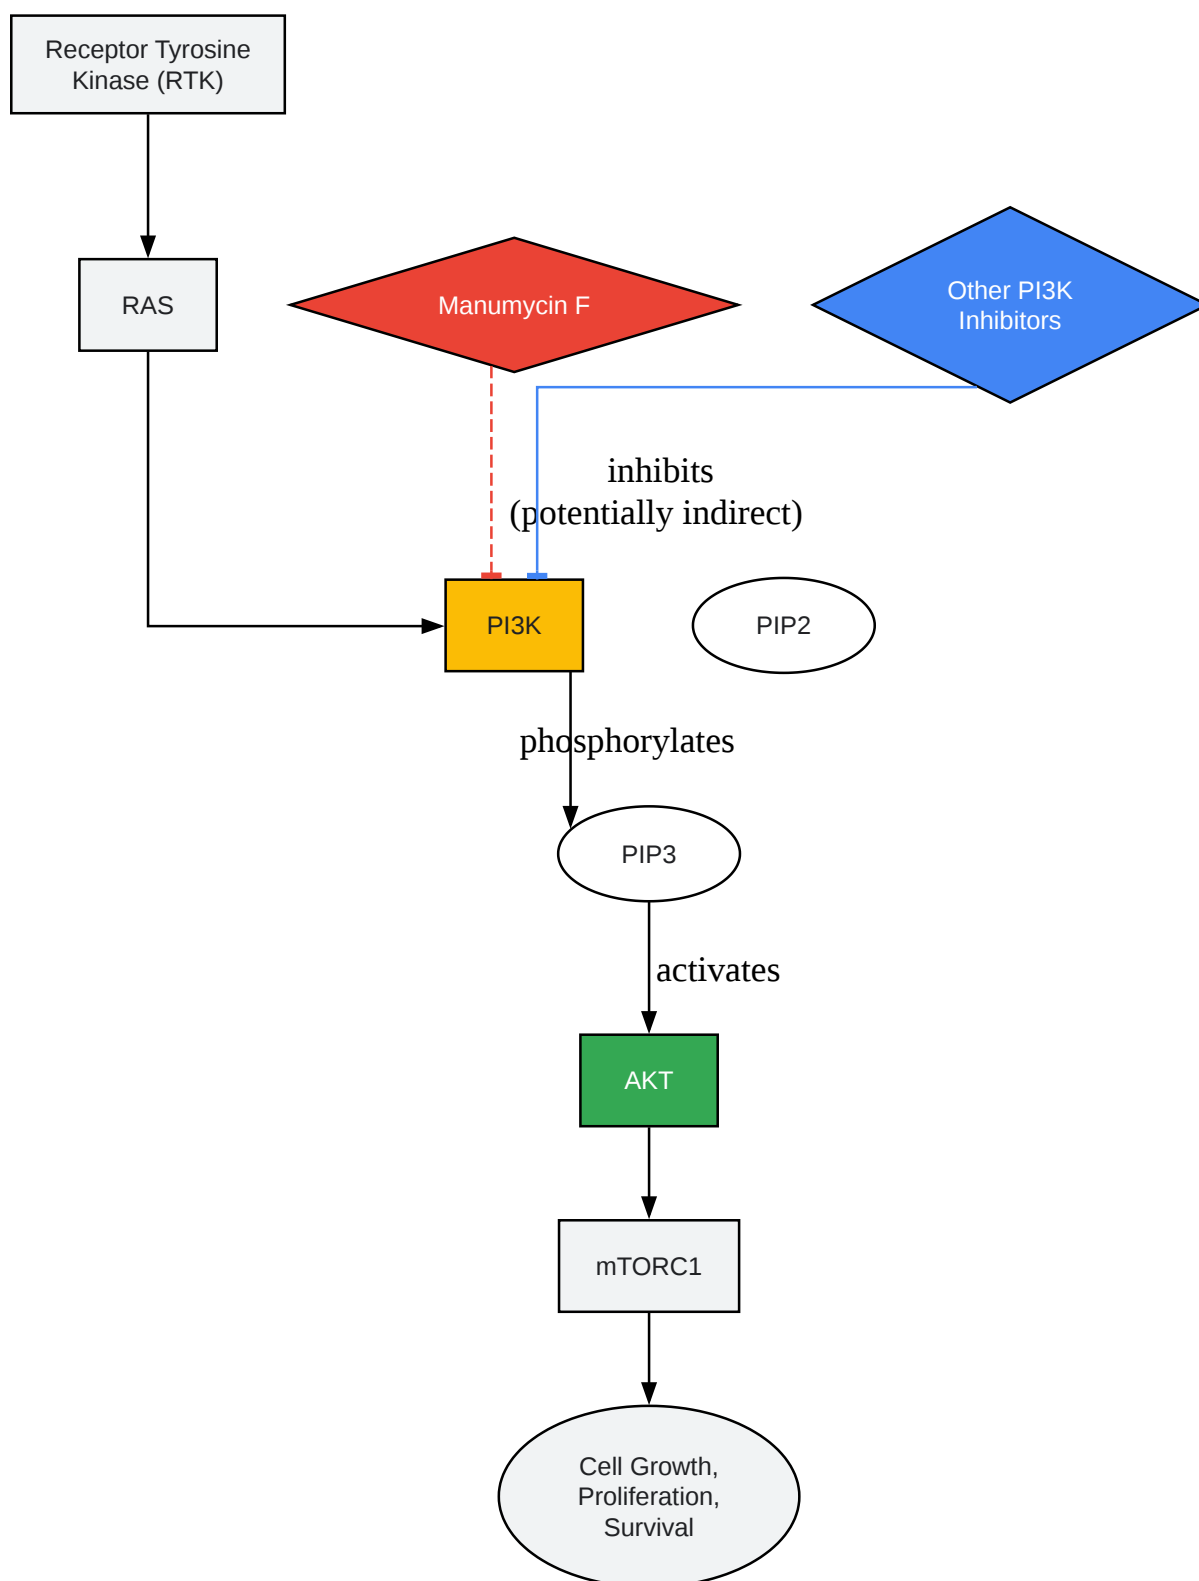 Receptor Tyrosine
Kinase (RTK)
RAS
Manumycin F
Other PI3K
Inhibitors
inhibits
(potentially indirect)
PI3K
PIP2
phosphorylates
PIP3
activates
AKT
mTORC1
Cell Growth,
Proliferation,
Survival